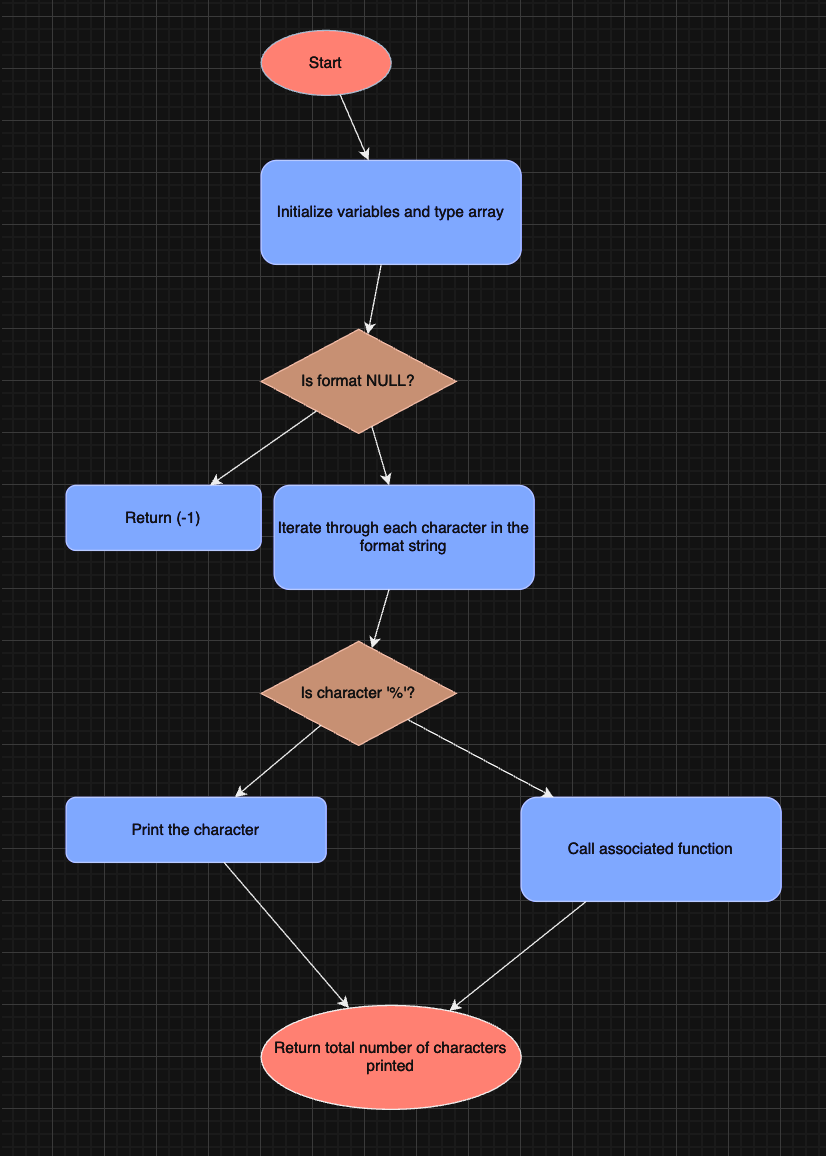 Start
Initialize variables and type array
Is format NULL?
Return (-1)
Iterate through each character in the
format string
Is character '%'?
Print the character
Call associated function
Return total number of characters
printed